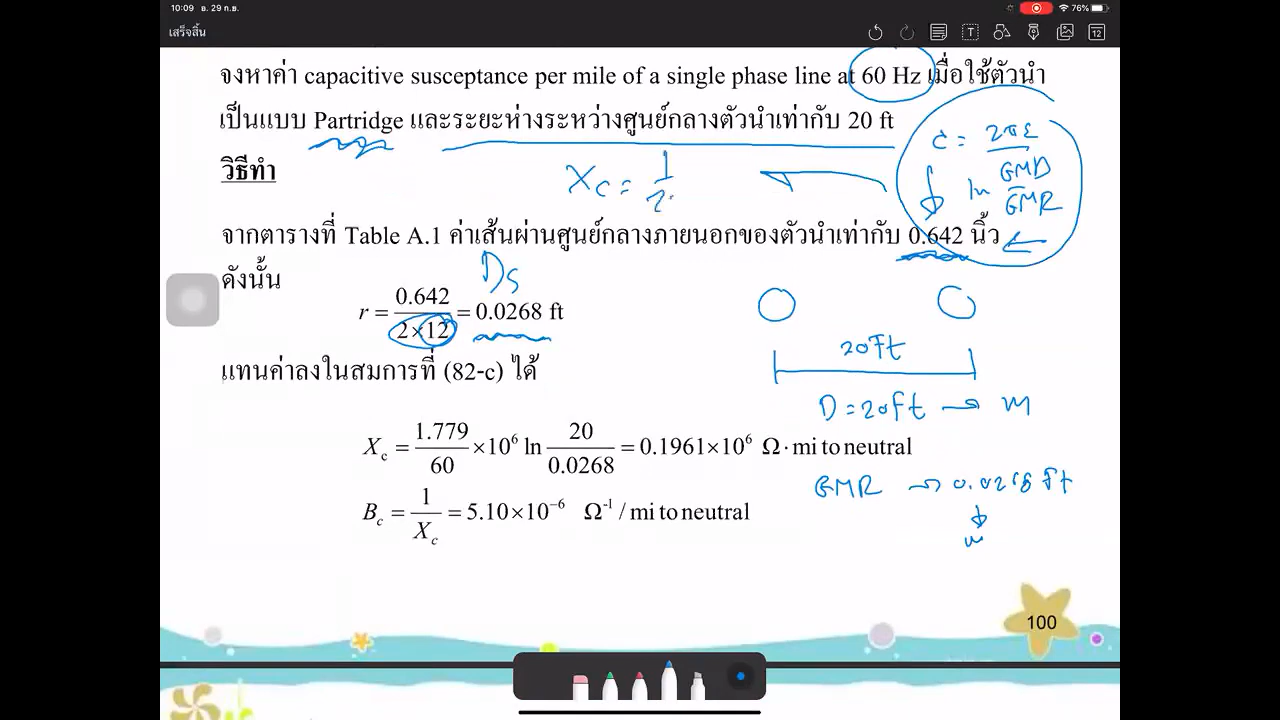 10:09 อ. 29 ก.ย.
76%
เสร็จสิ้น
จงหาค่า capacitive susceptance per mile of a single phase line at 60 Hz เมื่อใช้ตัวนำ
เป็นแบบ Partridge และระยะห่างระหว่างศูนย์กลางตัวนำเท่ากับ 20 ft
C = 2πε / ln GMD/GMR
วิธีทำ
Xc = 1/2
จากตารางที่ Table A.1 ค่าเส้นผ่านศูนย์กลางภายนอกของตัวนำเท่ากับ 0.642 นิ้ว
ดังนั้น
Ds
r = 0.642 / 2×12 = 0.0268 ft
20ft
แทนค่าลงในสมการที่ (82-c) ได้
D = 20ft → m
Xc = 1.779/60 ×10⁶ ln 20/0.0268 = 0.1961×10⁶ Ω·mi to neutral
GMR → 0.0268 ft
↓
m
Bc = 1/Xc = 5.10×10⁻⁶ Ω⁻¹ / mi to neutral
100
12